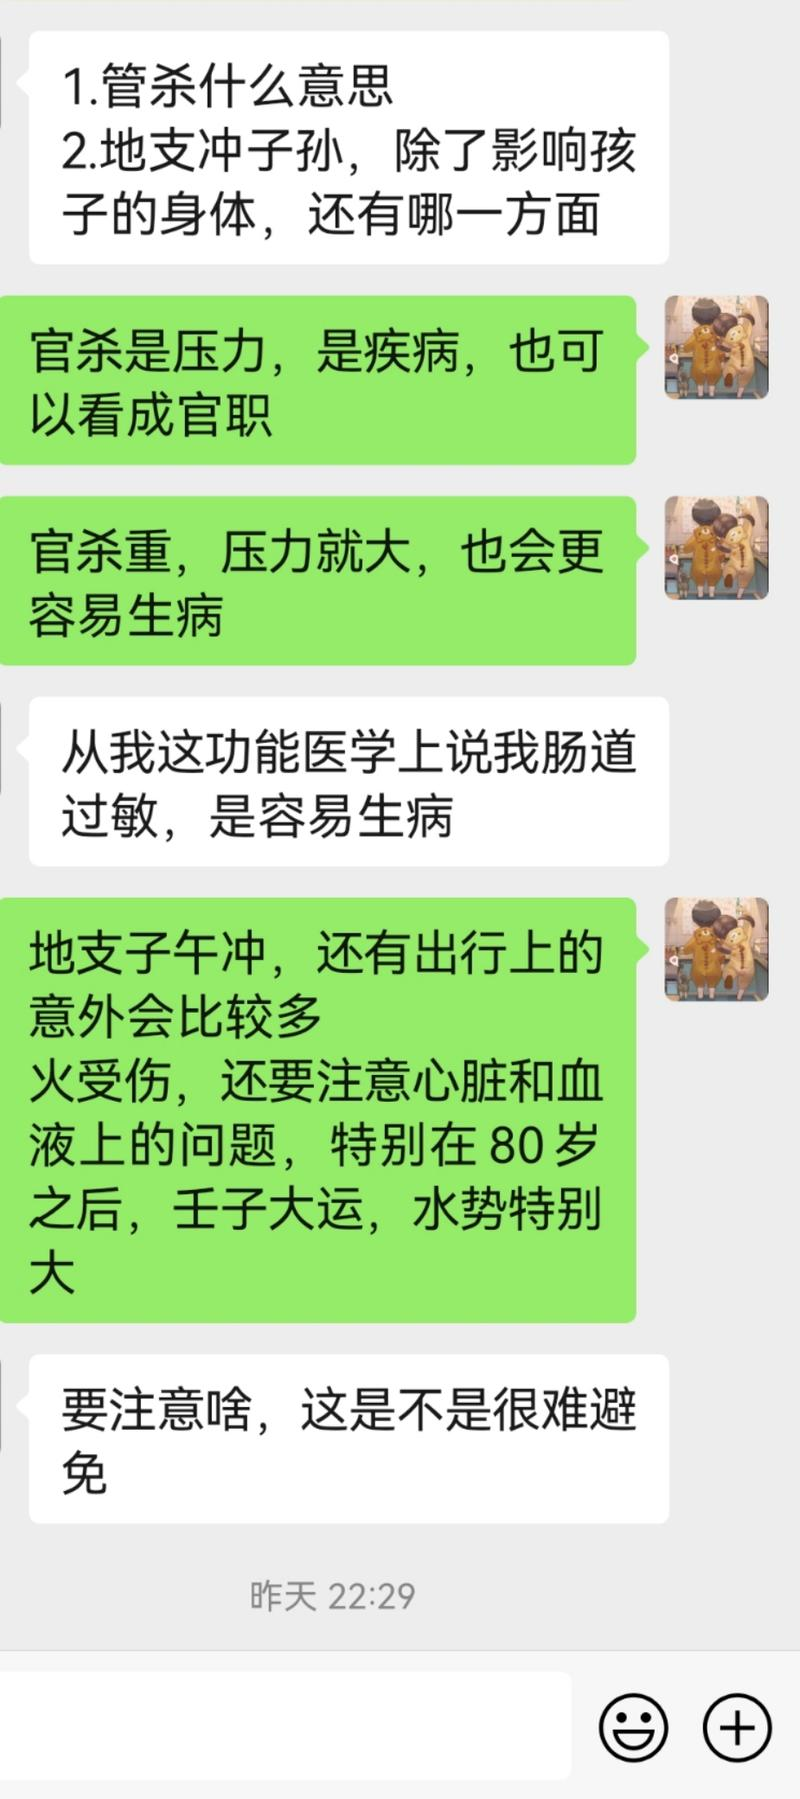 1.管杀什么意思
2.地支冲子孙，除了影响孩
子的身体，还有哪一方面
官杀是压力，是疾病，也可
以看成官职
官杀重，压力就大，也会更
容易生病
从我这功能医学上说我肠道
过敏，是容易生病
地支子午冲，还有出行上的
意外会比较多
火受伤，还要注意心脏和血
液上的问题，特别在80岁
之后，壬子大运，水势特别
大
要注意啥，这是不是很难避
免
昨天 22:29